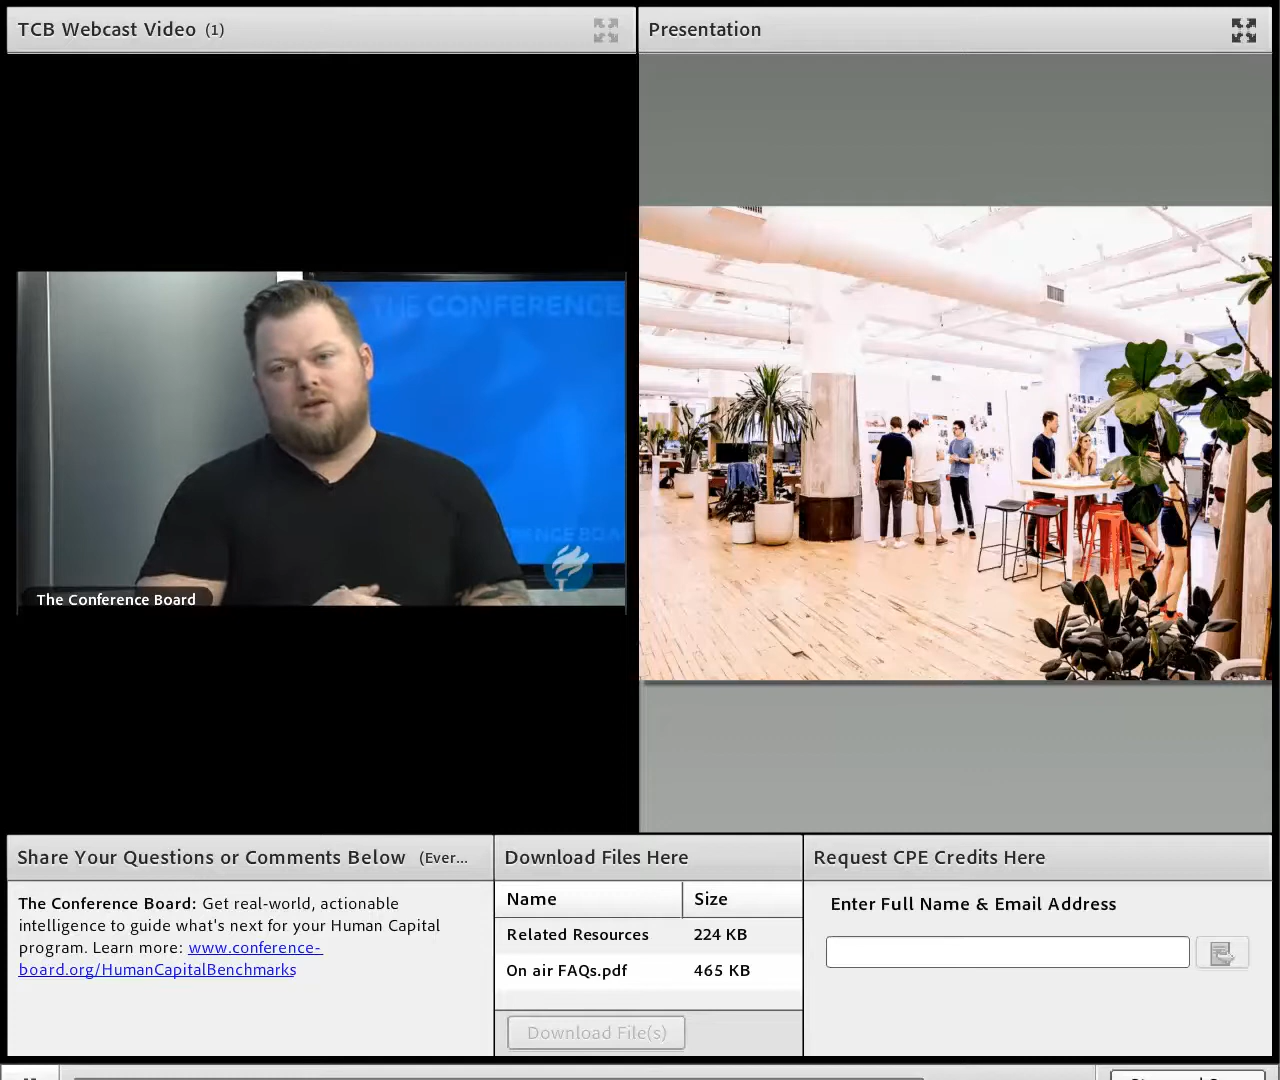 TCB Webcast Video (1)
Presentation
THE CONFERENCE
The Conference Board
Share Your Questions or Comments Below (Ever...
The Conference Board: Get real-world, actionable
intelligence to guide what's next for your Human Capital
program. Learn more: www.conference-
board.org/HumanCapitalBenchmarks
Download Files Here
Name Size
Related Resources 224 KB
On air FAQs.pdf 465 KB
Download File(s)
Request CPE Credits Here
Enter Full Name & Email Address